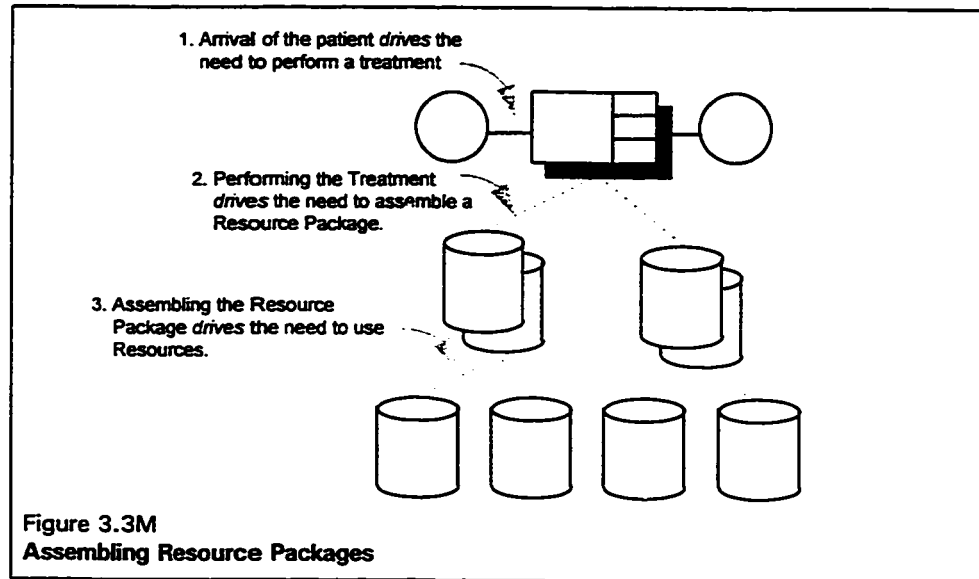 1. Arrival of the patient drives the
need to perform a treatment
2. Performing the Treatment
drives the need to assemble a
Resource Package.
3. Assembling the Resource
Package drives the need to use
Resources.
Figure 3.3M
Assembling Resource Packages